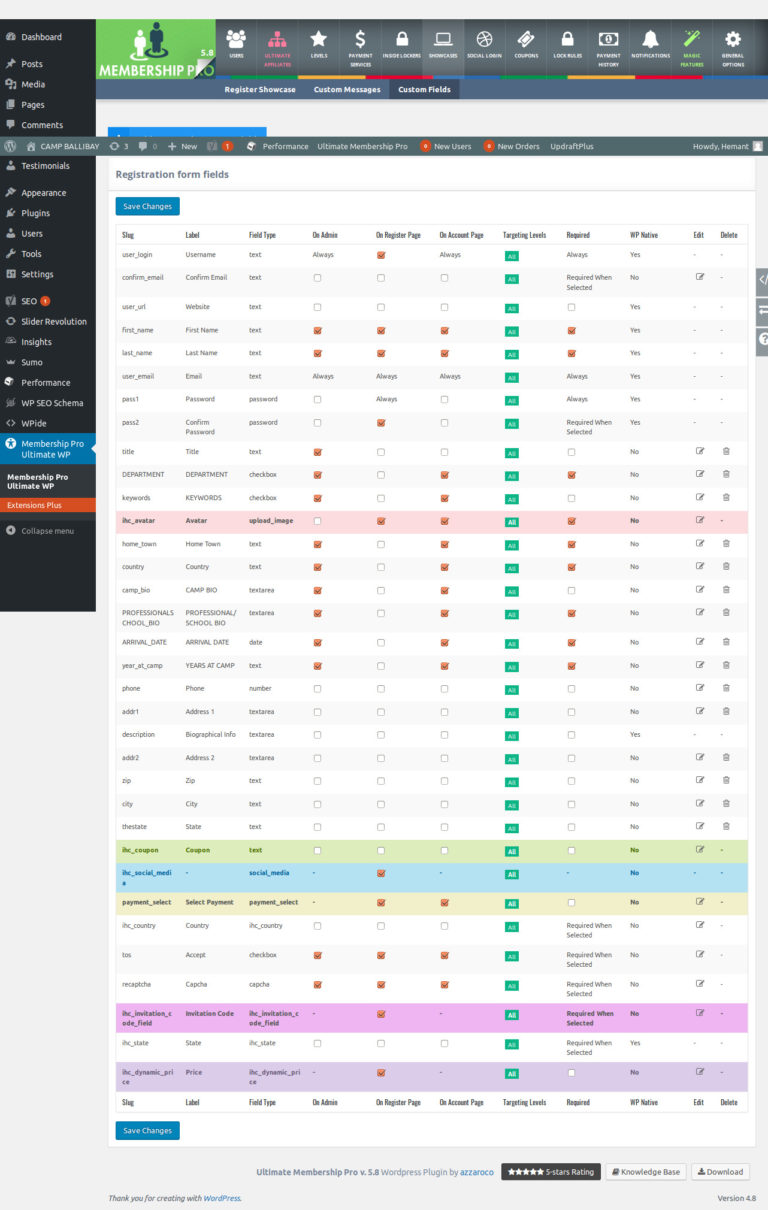 Dashboard
Posts
Media
Pages
Comments
5.8
MEMBERSHIP PRO
USERS
ULTIMATE AFFILIATES
LEVELS
PAYMENT SERVICES
INSIDE LOCKERS
SHOWCASES
SOCIAL LOGIN
COUPONS
LOCK RULES
PAYMENT HISTORY
NOTIFICATIONS
MAGIC FEATURES
GENERAL OPTIONS
Register Showcase Custom Messages Custom Fields
CAMP BALLIBAY 3 0 + New 1 Performance Ultimate Membership Pro 0 New Users 0 New Orders UpdraftPlus Howdy, Hemant
Testimonials
Appearance
Plugins
Users
Tools
Settings
SEO 1
Slider Revolution
Insights
Sumo
Performance
WP SEO Schema
WPide
Membership Pro
Ultimate WP
Membership Pro
Ultimate WP
Extensions Plus
Collapse menu
Registration form fields
Save Changes
Slug Label Field Type On Admin On Register Page On Account Page Targeting Levels Required WP Native Edit Delete
user_login Username text Always Always All Always Yes - -
confirm_email Confirm Email text All Required When Selected No -
user_url Website text All Yes - -
first_name First Name text All Yes - -
last_name Last Name text All Yes - -
user_email Email text Always Always Always All Always Yes - -
pass1 Password password Always All Always Yes - -
pass2 Confirm Password password All Required When Selected Yes - -
title Title text All No
DEPARTMENT DEPARTMENT checkbox All No
keywords KEYWORDS checkbox All No
ihc_avatar Avatar upload_image All No -
home_town Home Town text All No
country Country text All No
camp_bio CAMP BIO textarea All No
PROFESSIONALS CHOOL_BIO PROFESSIONAL/ SCHOOL BIO textarea All No
ARRIVAL_DATE ARRIVAL DATE date All No
year_at_camp YEARS AT CAMP text All No
phone Phone number All No
addr1 Address 1 textarea All No
description Biographical Info textarea All Yes - -
addr2 Address 2 textarea All No
zip Zip text All No
city City text All No
thestate State text All No
ihc_coupon Coupon text All No -
ihc_social_medi a - social_media - - All - No - -
payment_select Select Payment payment_select - All No -
ihc_country Country ihc_country All Required When Selected No -
tos Accept checkbox All Required When Selected No -
recaptcha Capcha capcha All Required When Selected No -
ihc_invitation_c ode_field Invitation Code ihc_invitation_c ode_field - - All Required When Selected No -
ihc_state State ihc_state All Required When Selected Yes - -
ihc_dynamic_pri ce Price ihc_dynamic_pri ce - - All No -
Slug Label Field Type On Admin On Register Page On Account Page Targeting Levels Required WP Native Edit Delete
Save Changes
Ultimate Membership Pro v. 5.8 Wordpress Plugin by azzaroco 5-stars Rating Knowledge Base Download
Thank you for creating with WordPress. Version 4.8